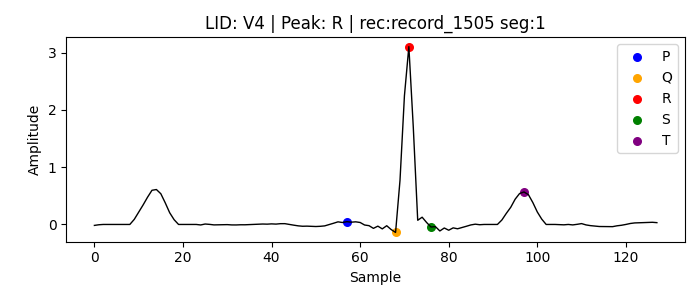 LID: V4 | Peak: R | rec:record_1505 seg:1
Amplitude
3
2
1
0
P
Q
R
S
T
0 20 40 60 80 100 120
Sample